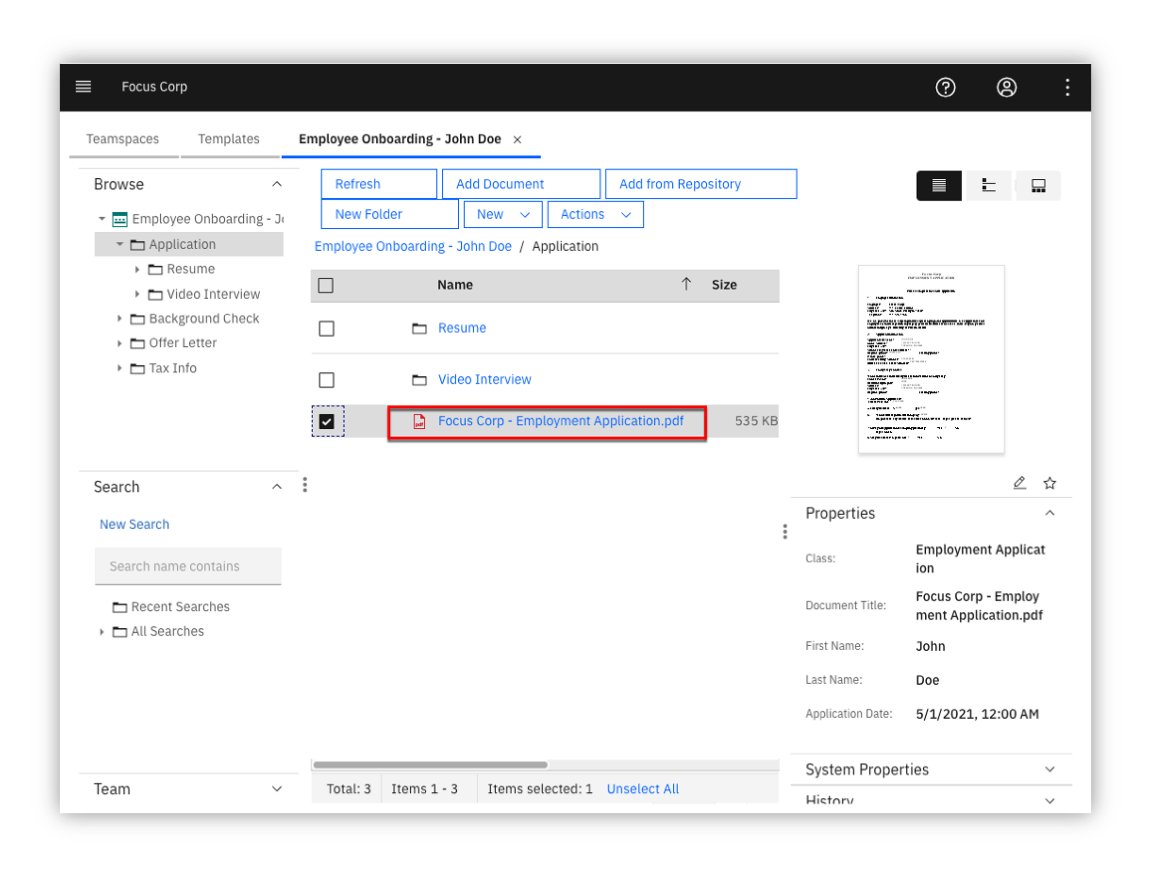 Focus Corp
Teamspaces
Templates
Employee Onboarding - John Doe
Browse
Employee Onboarding - Jo
Application
Resume
Video Interview
Background Check
Offer Letter
Tax Info
Search
New Search
Search name contains
Recent Searches
All Searches
Team
Refresh
Add Document
Add from Repository
New Folder
New
Actions
Employee Onboarding - John Doe / Application
Name
Size
Resume
Video Interview
Focus Corp - Employment Application.pdf
535 KB
Total: 3
Items 1 - 3
Items selected: 1
Unselect All
Properties
Class:
Employment Applicat
ion
Document Title:
Focus Corp - Employ
ment Application.pdf
First Name:
John
Last Name:
Doe
Application Date:
5/1/2021, 12:00 AM
System Properties
History